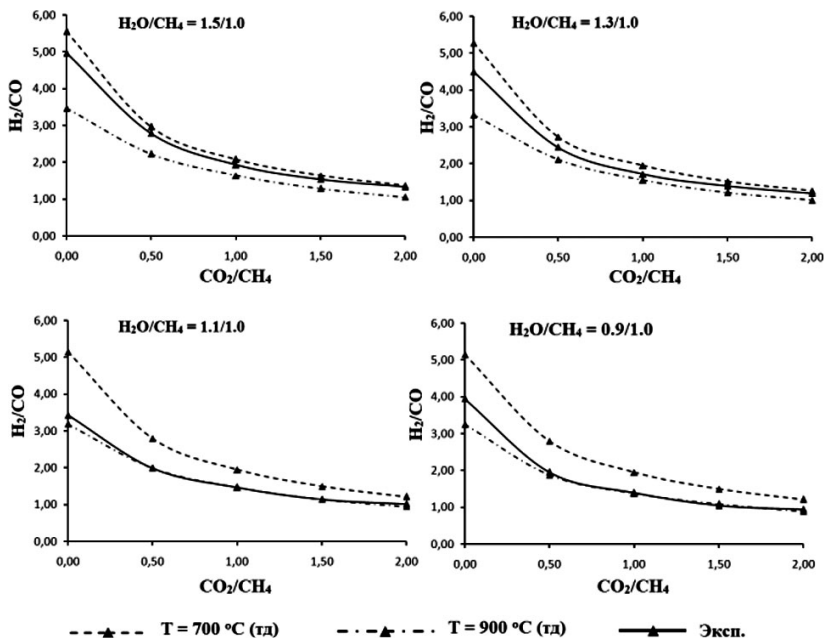 H₂O/CH₄ = 1.5/1.0
H₂/CO
6,00
5,00
4,00
3,00
2,00
1,00
0,00
0,00 0,50 1,00 1,50 2,00
CO₂/CH₄
H₂O/CH₄ = 1.3/1.0
H₂/CO
6,00
5,00
4,00
3,00
2,00
1,00
0,00
0,00 0,50 1,00 1,50 2,00
CO₂/CH₄
H₂O/CH₄ = 1.1/1.0
H₂/CO
6,00
5,00
4,00
3,00
2,00
1,00
0,00
0,00 0,50 1,00 1,50 2,00
CO₂/CH₄
H₂O/CH₄ = 0.9/1.0
H₂/CO
6,00
5,00
4,00
3,00
2,00
1,00
0,00
0,00 0,50 1,00 1,50 2,00
CO₂/CH₄
T = 700 °C (тд) T = 900 °C (тд) Эксп.